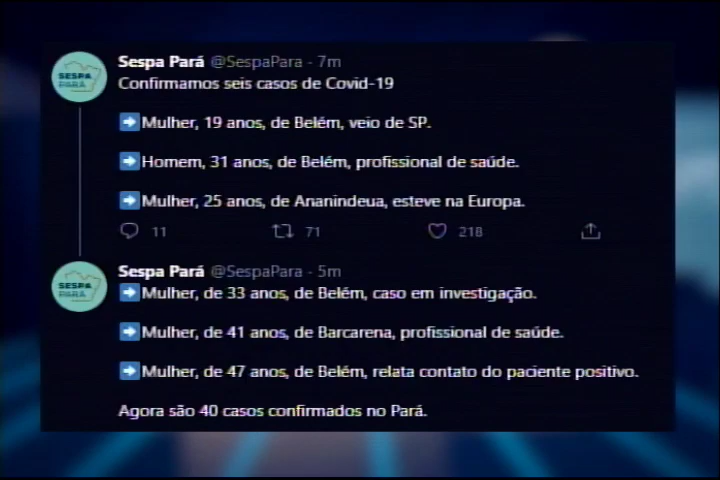 SESPA
PARÁ
Sespa Pará @SespaPara - 7m
Confirmamos seis casos de Covid-19
➡Mulher, 19 anos, de Belém, veio de SP.
➡Homem, 31 anos, de Belém, profissional de saúde.
➡Mulher, 25 anos, de Ananindeua, esteve na Europa.
11 71 218
SESPA
PARÁ
Sespa Pará @SespaPara - 5m
➡Mulher, de 33 anos, de Belém, caso em investigação.
➡Mulher, de 41 anos, de Barcarena, profissional de saúde.
➡Mulher, de 47 anos, de Belém, relata contato do paciente positivo.
Agora são 40 casos confirmados no Pará.